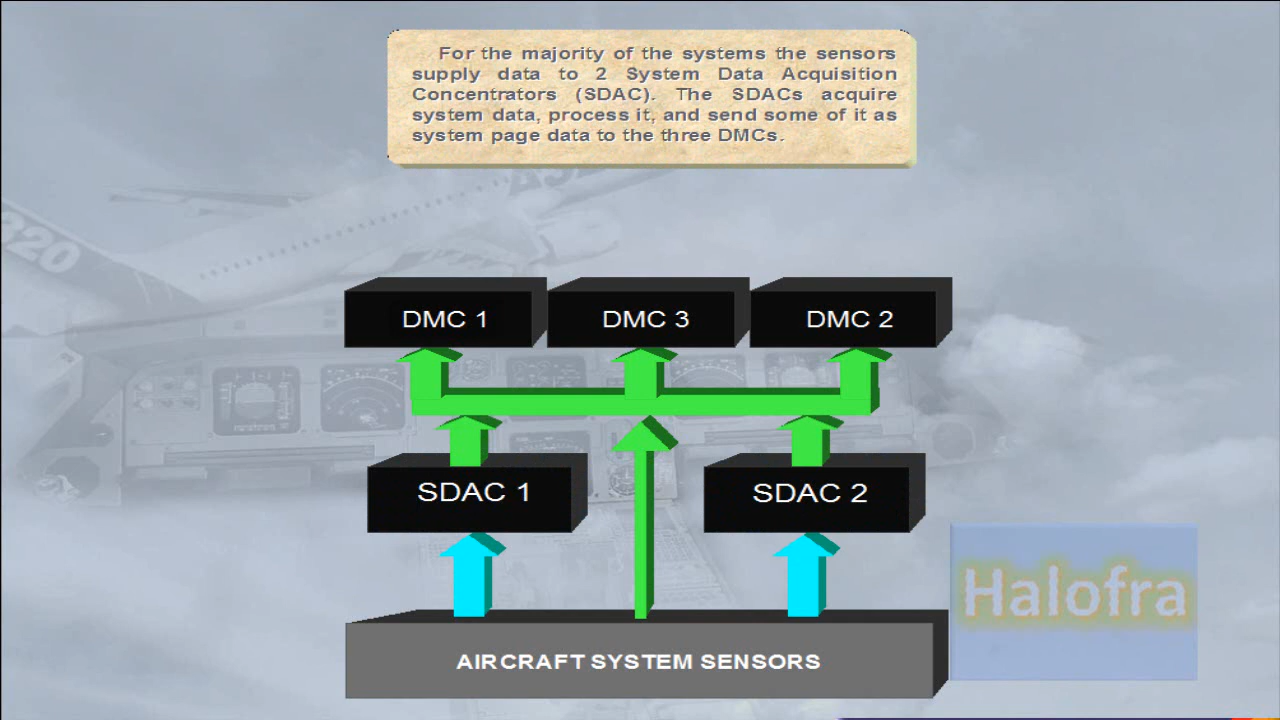 For the majority of the systems the sensors
supply data to 2 System Data Acquisition
Concentrators (SDAC). The SDACs acquire
system data, process it, and send some of it as
system page data to the three DMCs.
A32
320
DMC 1
DMC 3
DMC 2
SDAC 1
SDAC 2
Halofra
AIRCRAFT SYSTEM SENSORS